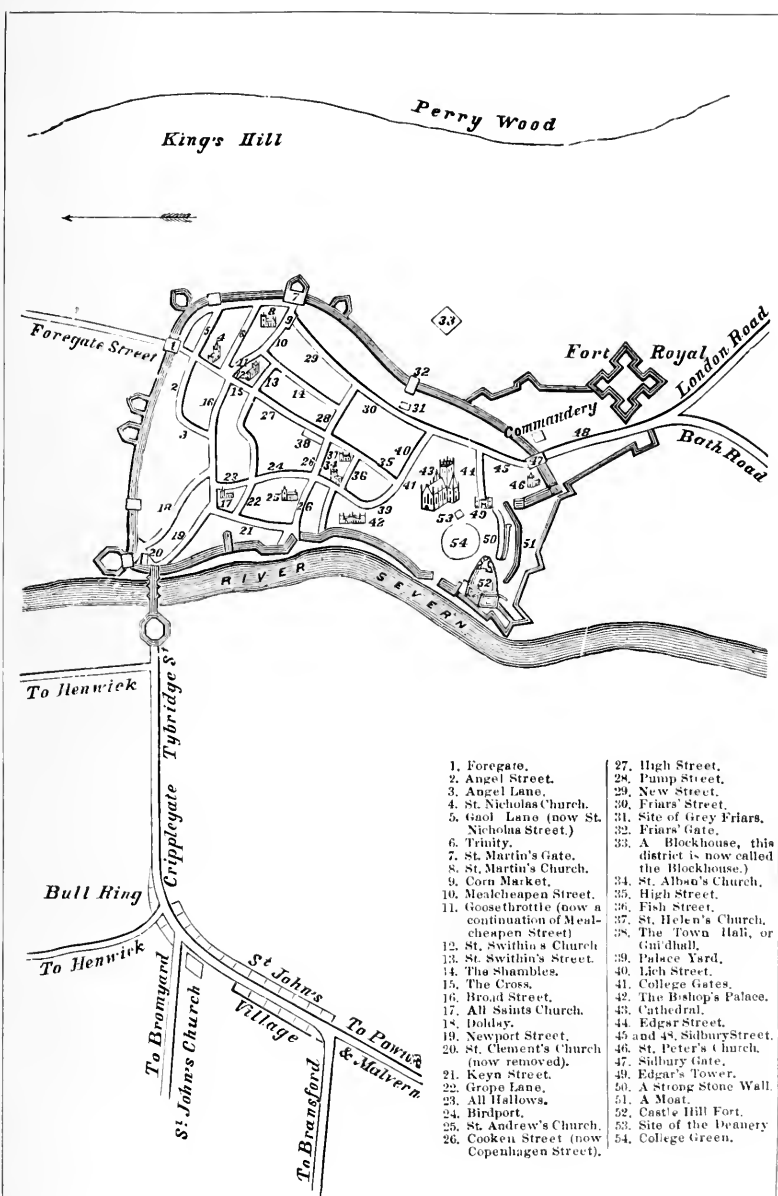 Perry Wood
King's Hill
Foregate Street
Fort Royal
London Road
Bath Road
Commandery
RIVER SEVERN
To Henwick
Tybridge St
Cripplegate
Bull Ring
To Henwick
To Bromyard
St John's Church
St John's
Village
To Powick
& Malvern
To Bransford
1. Foregate.
2. Angel Street.
3. Angel Lane.
4. St. Nicholas Church.
5. Gaol Lane (now St.
Nicholas Street.)
6. Trinity.
7. St. Martin's Gate.
8. St. Martin's Church.
9. Corn Market.
10. Mealcheapen Street.
11. Goosethrottle (now a
continuation of Meal-
cheapen Street)
12. St. Swithin s Church
13. St. Swithin's Street.
14. The Shambles.
15. The Cross.
16. Broad Street.
17. All Saints Church.
18. Dolday.
19. Newport Street.
20. St. Clement's Church
(now removed).
21. Keyn Street.
22. Grope Lane.
23. All Hallows.
24. Birdport.
25. St. Andrew's Church.
26. Cooken Street (now
Copenhagen Street).
27. High Street.
28. Pump Street.
29. New Street.
30. Friars' Street.
31. Site of Grey Friars.
32. Friars' Gate.
33. A Blockhouse, this
district is now called
the Blockhouse.)
34. St. Alban's Church.
35. High Street.
36. Fish Street.
37. St. Helen's Church.
38. The Town Hall, or
Guildhall.
39. Palace Yard.
40. Lich Street.
41. College Gates.
42. The Bishop's Palace.
43. Cathedral.
44. Edgar Street.
45 and 48. Sidbury Street.
46. St. Peter's Church.
47. Sidbury Gate.
49. Edgar's Tower.
50. A Strong Stone Wall.
51. A Moat.
52. Castle Hill Fort.
53. Site of the Deanery
54. College Green.